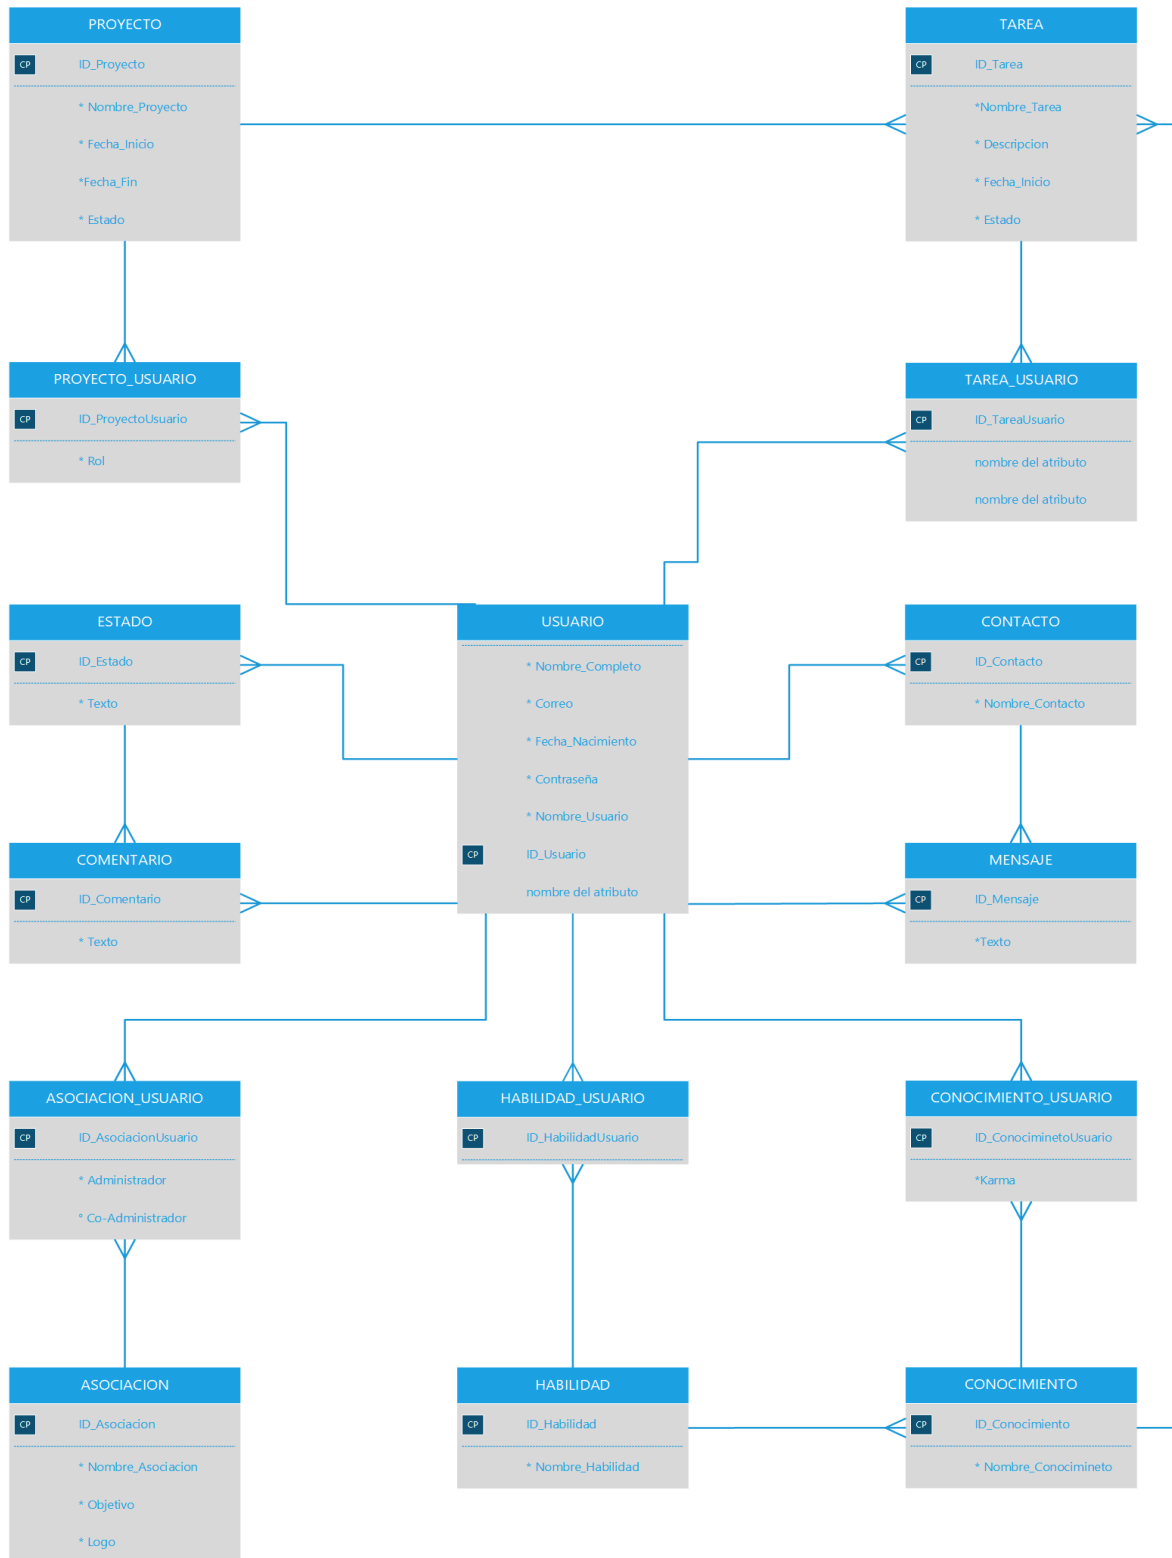 PROYECTO
CP ID_Proyecto
* Nombre_Proyecto
* Fecha_Inicio
*Fecha_Fin
* Estado
TAREA
CP ID_Tarea
*Nombre_Tarea
* Descripcion
* Fecha_Inicio
* Estado
PROYECTO_USUARIO
CP ID_ProyectoUsuario
* Rol
TAREA_USUARIO
CP ID_TareaUsuario
nombre del atributo
nombre del atributo
ESTADO
CP ID_Estado
* Texto
USUARIO
* Nombre_Completo
* Correo
* Fecha_Nacimiento
* Contraseña
* Nombre_Usuario
CP ID_Usuario
nombre del atributo
CONTACTO
CP ID_Contacto
* Nombre_Contacto
COMENTARIO
CP ID_Comentario
* Texto
MENSAJE
CP ID_Mensaje
*Texto
ASOCIACION_USUARIO
CP ID_AsociacionUsuario
* Administrador
* Co-Administrador
HABILIDAD_USUARIO
CP ID_HabilidadUsuario
CONOCIMIENTO_USUARIO
CP ID_ConociminetoUsuario
*Karma
ASOCIACION
CP ID_Asociacion
* Nombre_Asociacion
* Objetivo
* Logo
HABILIDAD
CP ID_Habilidad
* Nombre_Habilidad
CONOCIMIENTO
CP ID_Conocimiento
* Nombre_Conocimineto